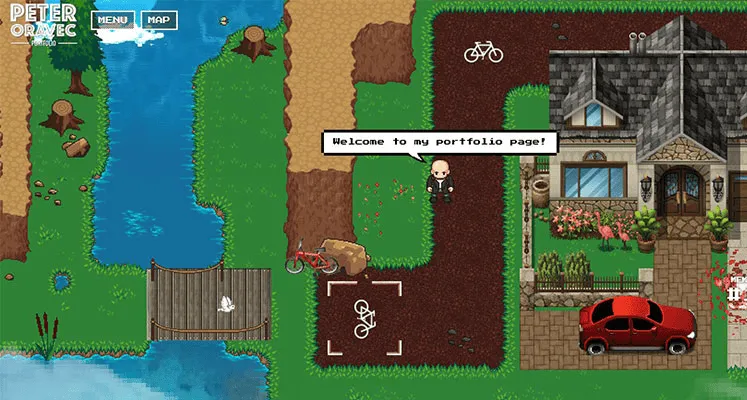 PETER
ORAVEC
PORTFOLIO
MENU
MAP
Welcome to my portfolio page!